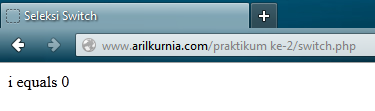 Seleksi Switch
www.arilkurnia.com/praktikum ke-2/switch.php
i equals 0